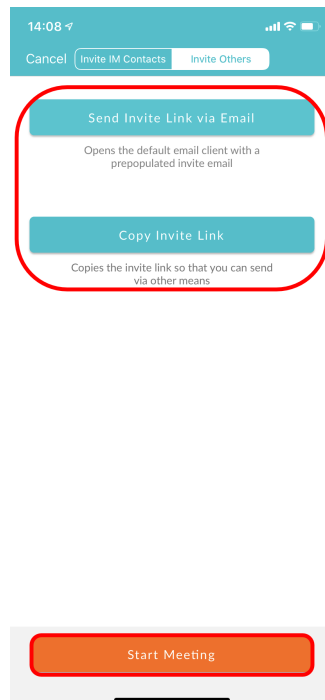 14:08
Cancel Invite IM Contacts Invite Others
Send Invite Link via Email
Opens the default email client with a
prepopulated invite email
Copy Invite Link
Copies the invite link so that you can send
via other means
Start Meeting